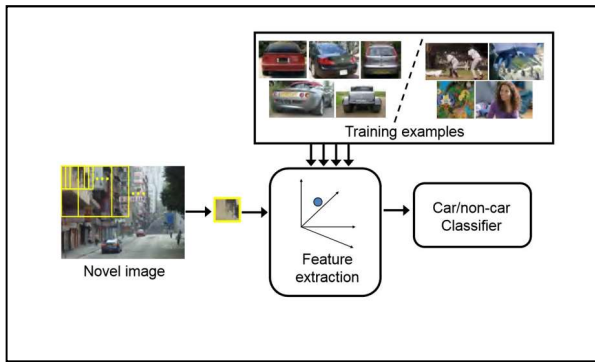 Training examples
Novel image
Feature
extraction
Car/non-car
Classifier